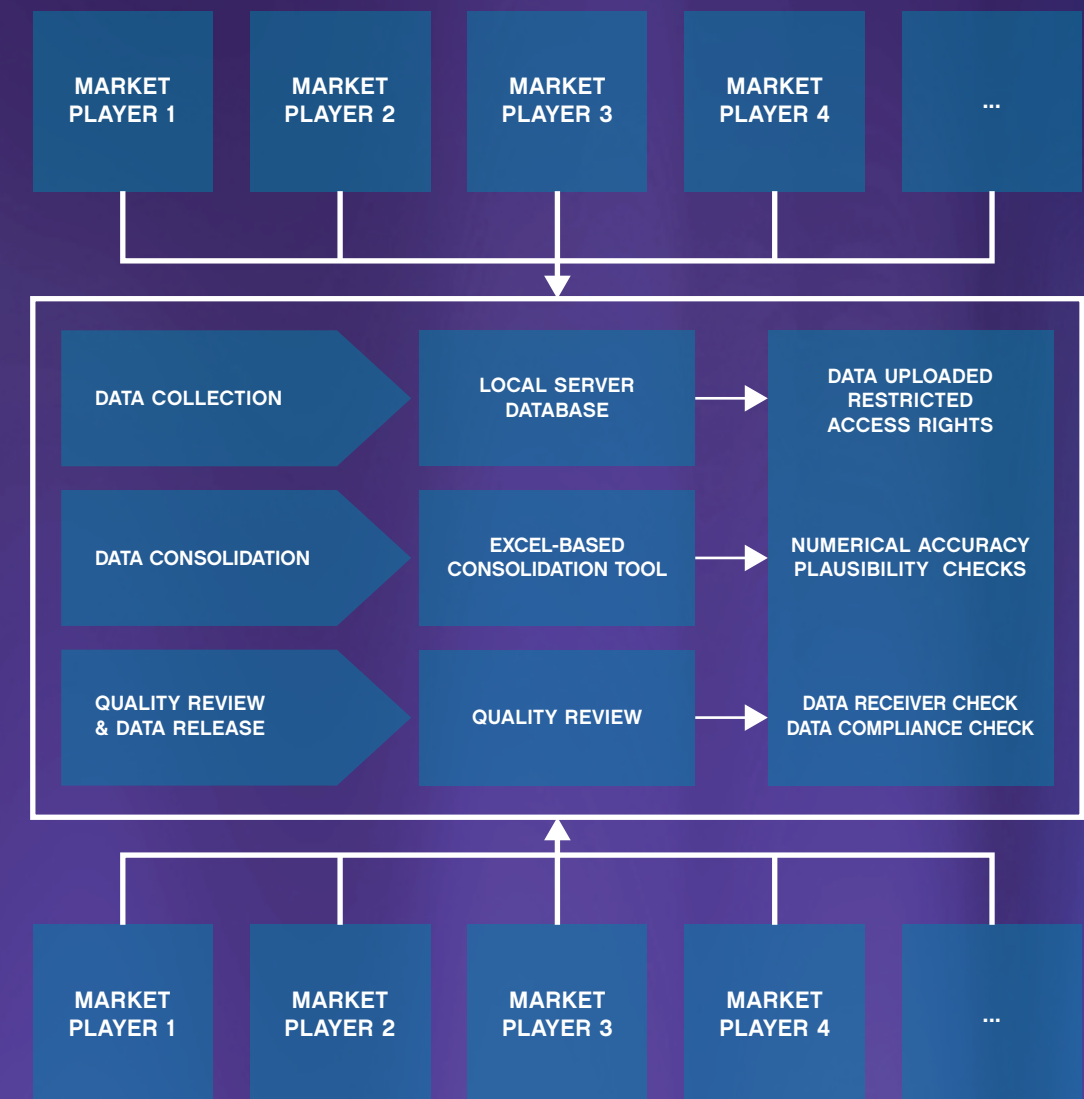 MARKET
PLAYER 1
MARKET
PLAYER 2
MARKET
PLAYER 3
MARKET
PLAYER 4
...
DATA COLLECTION
LOCAL SERVER
DATABASE
DATA UPLOADED
RESTRICTED
ACCESS RIGHTS
DATA CONSOLIDATION
EXCEL-BASED
CONSOLIDATION TOOL
NUMERICAL ACCURACY
PLAUSIBILITY CHECKS
QUALITY REVIEW
& DATA RELEASE
QUALITY REVIEW
DATA RECEIVER CHECK
DATA COMPLIANCE CHECK
MARKET
PLAYER 1
MARKET
PLAYER 2
MARKET
PLAYER 3
MARKET
PLAYER 4
...